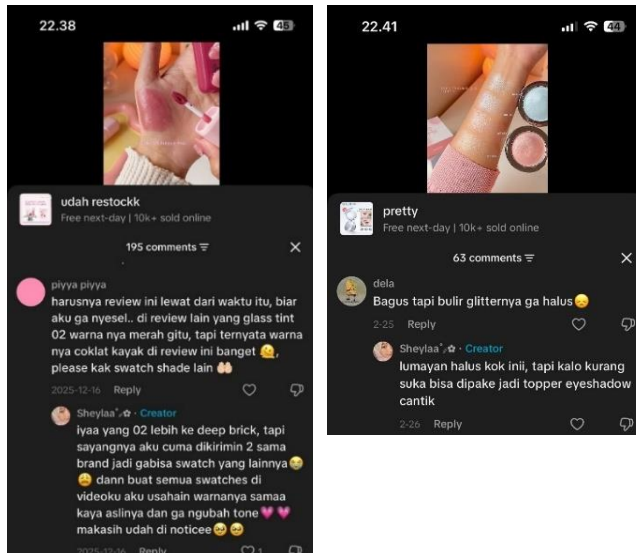 22.38
45
udah restockk
Free next-day | 10k+ sold online
195 comments
piyya piyya
harusnya review ini lewat dari waktu itu, biar
aku ga nyesel.. di review lain yang glass tint
02 warna nya merah gitu, tapi ternyata warna
nya coklat kayak di review ini banget 🫠,
please kak swatch shade lain 🤲🏻
2025-12-16 Reply
Sheylaa˚₊✿ · Creator
iyaa yang 02 lebih ke deep brick, tapi
sayangnya aku cuma dikirimin 2 sama
brand jadi gabisa swatch yang lainnya😭
😩 dann buat semua swatches di
videoku aku usahain warnanya samaa
kaya aslinya dan ga ngubah tone💗💗
makasih udah di noticee🥹🥹
2025-12-16 Reply
1
22.41
44
pretty
Free next-day | 10k+ sold online
63 comments
dela
Bagus tapi bulir glitternya ga halus😞
2-25 Reply
Sheylaa˚₊✿ · Creator
lumayan halus kok inii, tapi kalo kurang
suka bisa dipake jadi topper eyeshadow
cantik
2-26 Reply